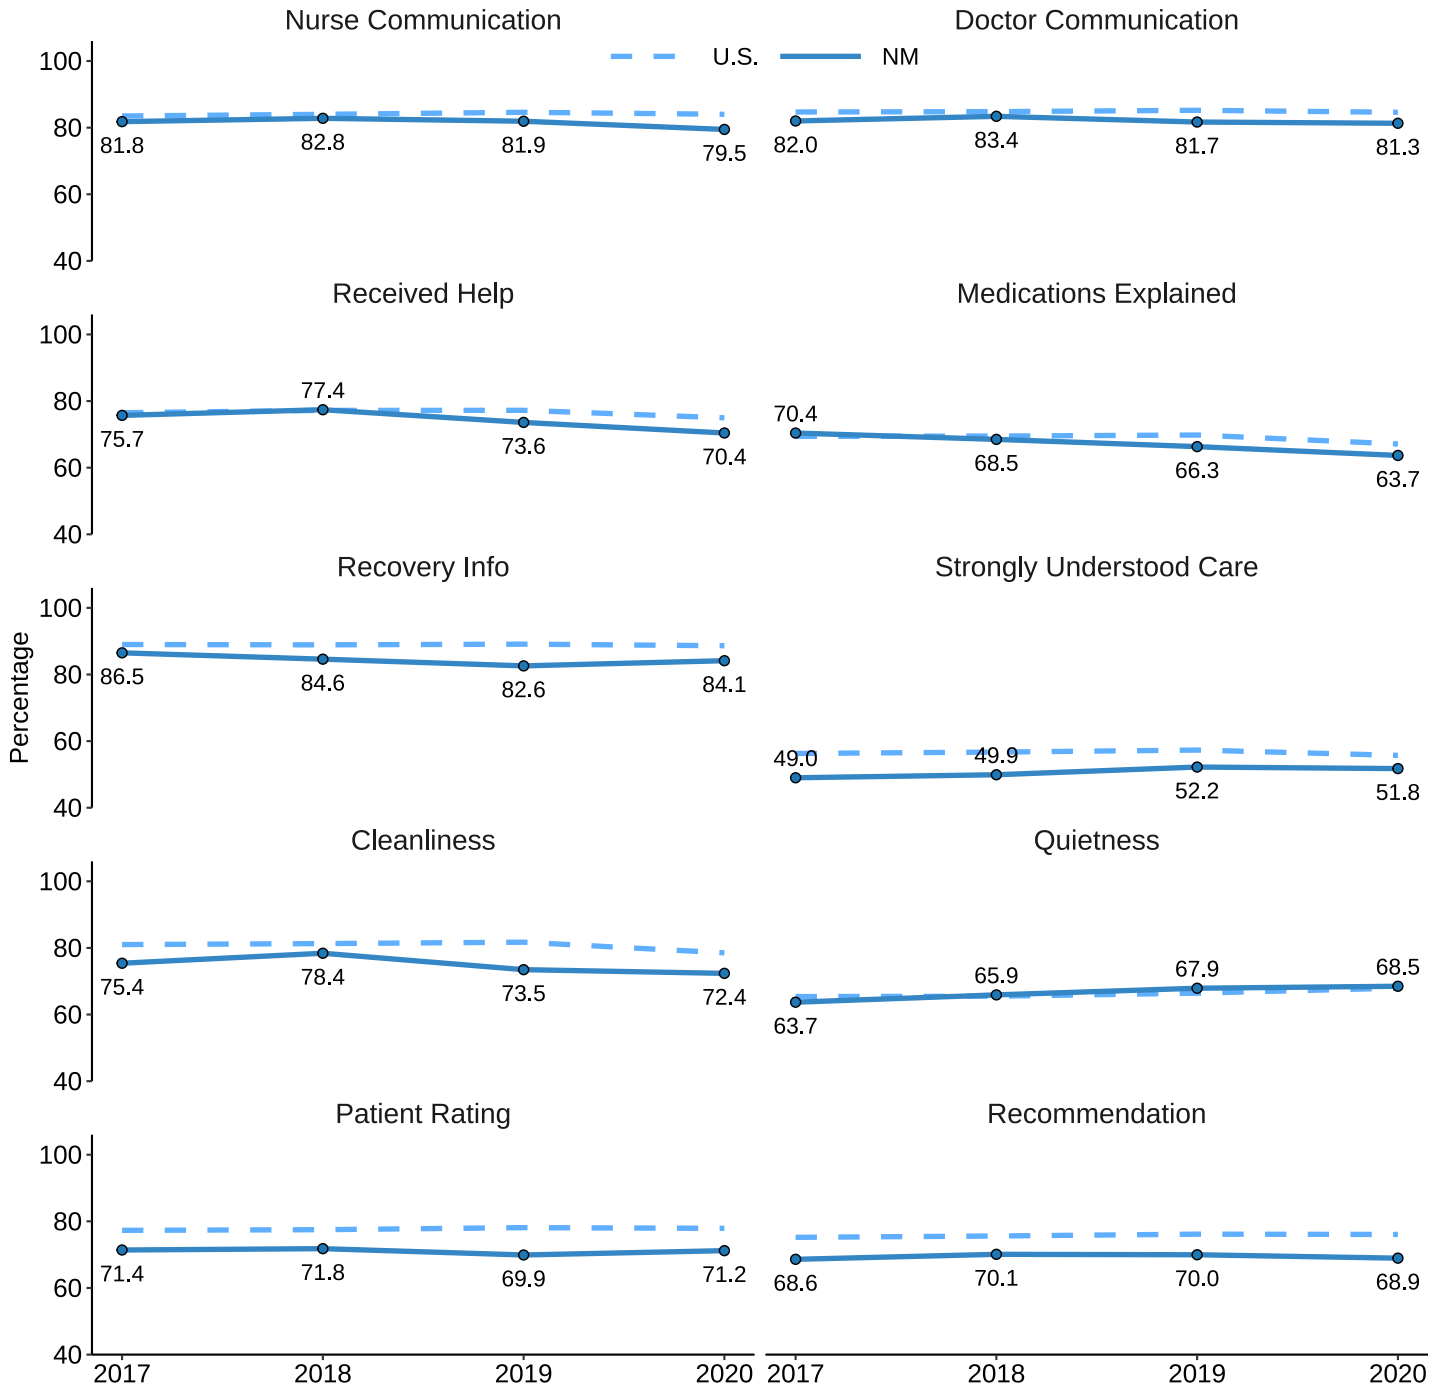 Nurse Communication Doctor Communication
U.S. NM
100
80
60
40
81.8 82.8 81.9 79.5
82.0 83.4 81.7 81.3
Received Help Medications Explained
100
80
60
40
75.7 77.4 73.6 70.4
70.4 68.5 66.3 63.7
Recovery Info Strongly Understood Care
100
80
60
40
86.5 84.6 82.6 84.1
49.0 49.9 52.2 51.8
Percentage
Cleanliness Quietness
100
80
60
40
75.4 78.4 73.5 72.4
63.7 65.9 67.9 68.5
Patient Rating Recommendation
100
80
60
40
71.4 71.8 69.9 71.2
68.6 70.1 70.0 68.9
2017 2018 2019 2020 2017 2018 2019 2020